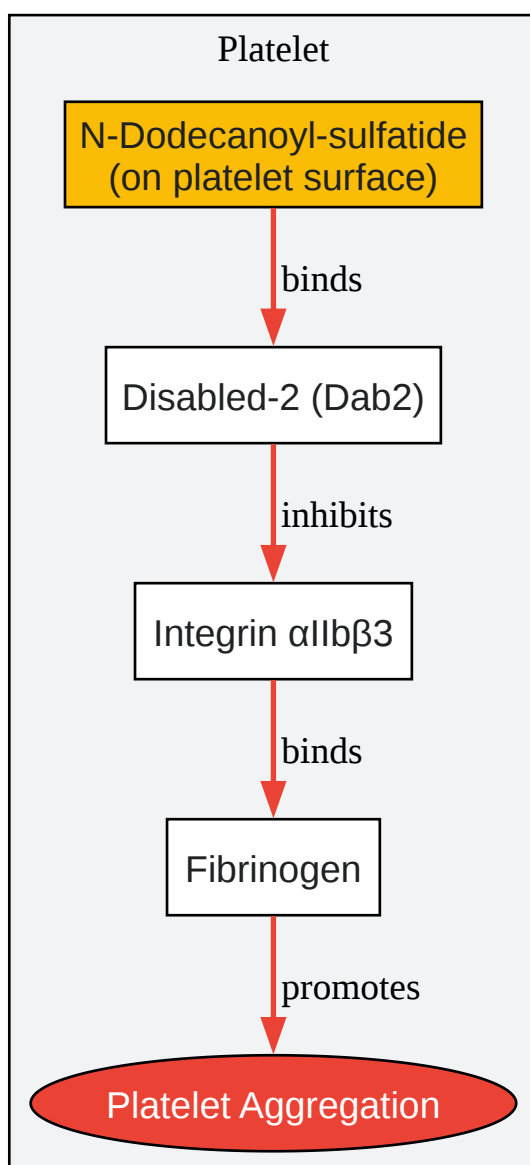 Platelet
N-Dodecanoyl-sulfatide
(on platelet surface)
binds
Disabled-2 (Dab2)
inhibits
Integrin αIIbβ3
binds
Fibrinogen
promotes
Platelet Aggregation